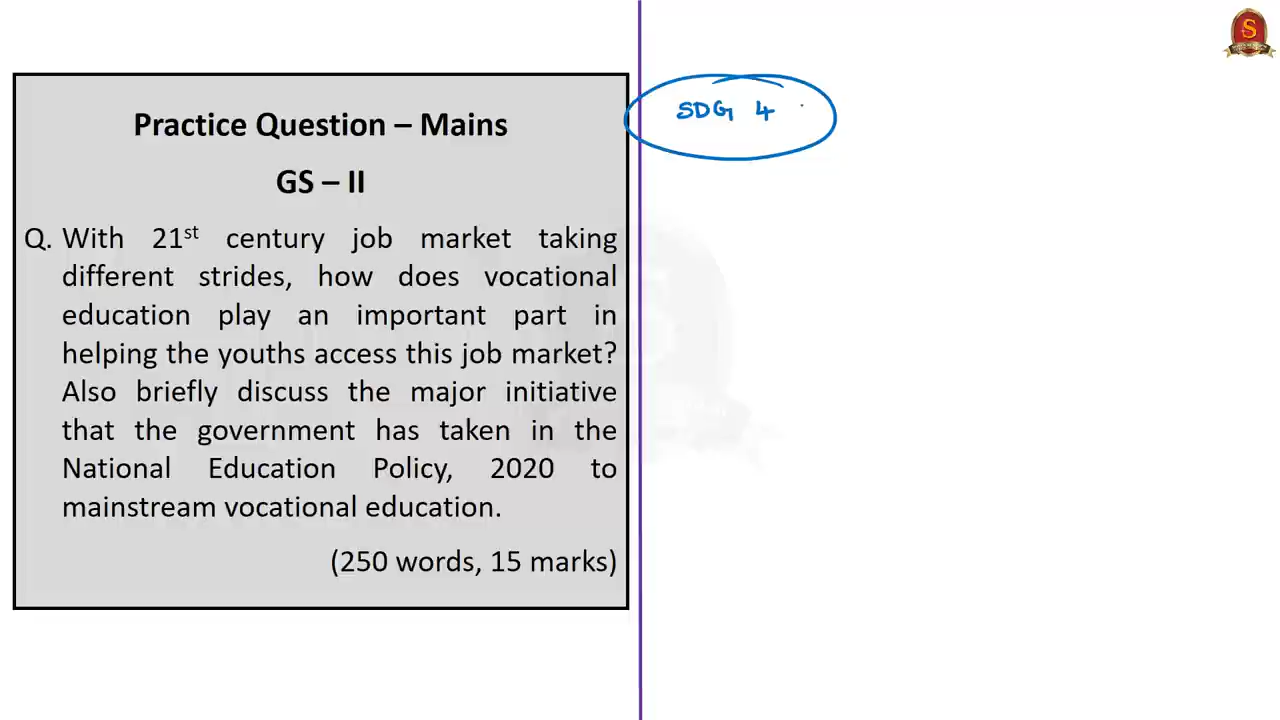 Practice Question – Mains
GS – II
Q. With 21st century job market taking
different strides, how does vocational
education play an important part in
helping the youths access this job market?
Also briefly discuss the major initiative
that the government has taken in the
National Education Policy, 2020 to
mainstream vocational education.
(250 words, 15 marks)
SDG 4
S